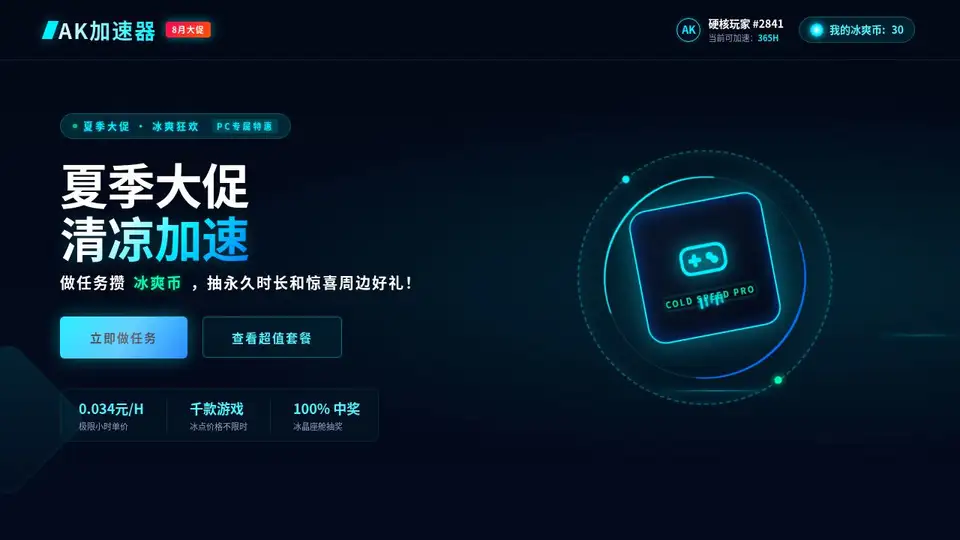 AK加速器
8月大促
AK
硬核玩家 #2841
当前可加速：365H
我的冰爽币：30
夏季大促 · 冰爽狂欢
PC专属特惠
夏季大促
清凉加速
做任务攒 冰爽币 ，抽永久时长和惊喜周边好礼！
立即做任务
查看超值套餐
0.034元/H
极限小时单价
千款游戏
冰点价格不限时
100% 中奖
冰晶座舱抽奖
COLD SPEED PRO